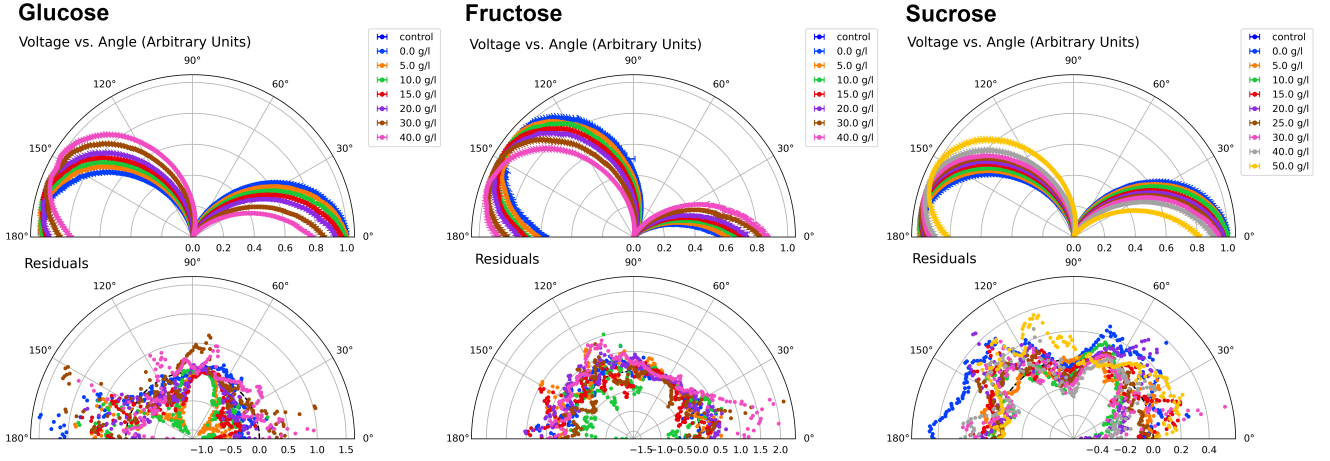 Glucose
Voltage vs. Angle (Arbitrary Units)
90°
120°
60°
150°
30°
180°
0°
0.0 0.2 0.4 0.6 0.8 1.0
control
0.0 g/l
5.0 g/l
10.0 g/l
15.0 g/l
20.0 g/l
30.0 g/l
40.0 g/l
Residuals
90°
120°
60°
150°
30°
180°
0°
−1.0 −0.5 0.0 0.5 1.0 1.5
Fructose
Voltage vs. Angle (Arbitrary Units)
90°
120°
60°
150°
30°
180°
0°
0.0 0.2 0.4 0.6 0.8 1.0
control
0.0 g/l
5.0 g/l
10.0 g/l
15.0 g/l
20.0 g/l
30.0 g/l
40.0 g/l
Residuals
90°
120°
60°
150°
30°
180°
0°
−1.5−1.0−0.50.0 0.5 1.0 1.5 2.0
Sucrose
Voltage vs. Angle (Arbitrary Units)
90°
120°
60°
150°
30°
180°
0°
0.0 0.2 0.4 0.6 0.8 1.0
control
0.0 g/l
5.0 g/l
10.0 g/l
15.0 g/l
20.0 g/l
25.0 g/l
30.0 g/l
40.0 g/l
50.0 g/l
Residuals
90°
120°
60°
150°
30°
180°
0°
−0.4 −0.2 0.0 0.2 0.4